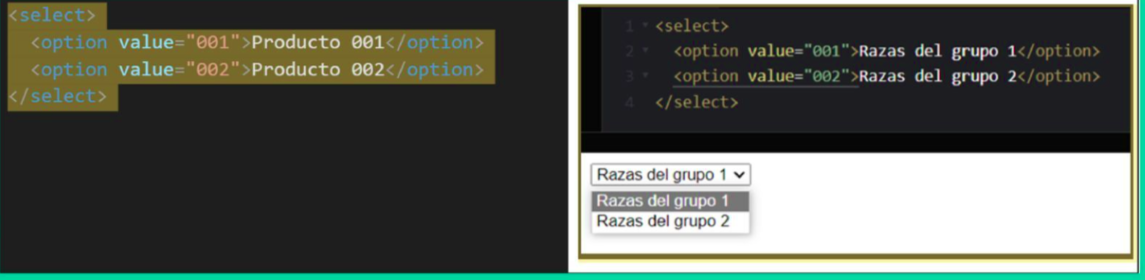 <select>
<option value="001">Producto 001</option>
<option value="002">Producto 002</option>
</select>
1 <select>
2 <option value="001">Razas del grupo 1</option>
3 <option value="002">Razas del grupo 2</option>
4 </select>
Razas del grupo 1
Razas del grupo 1
Razas del grupo 2